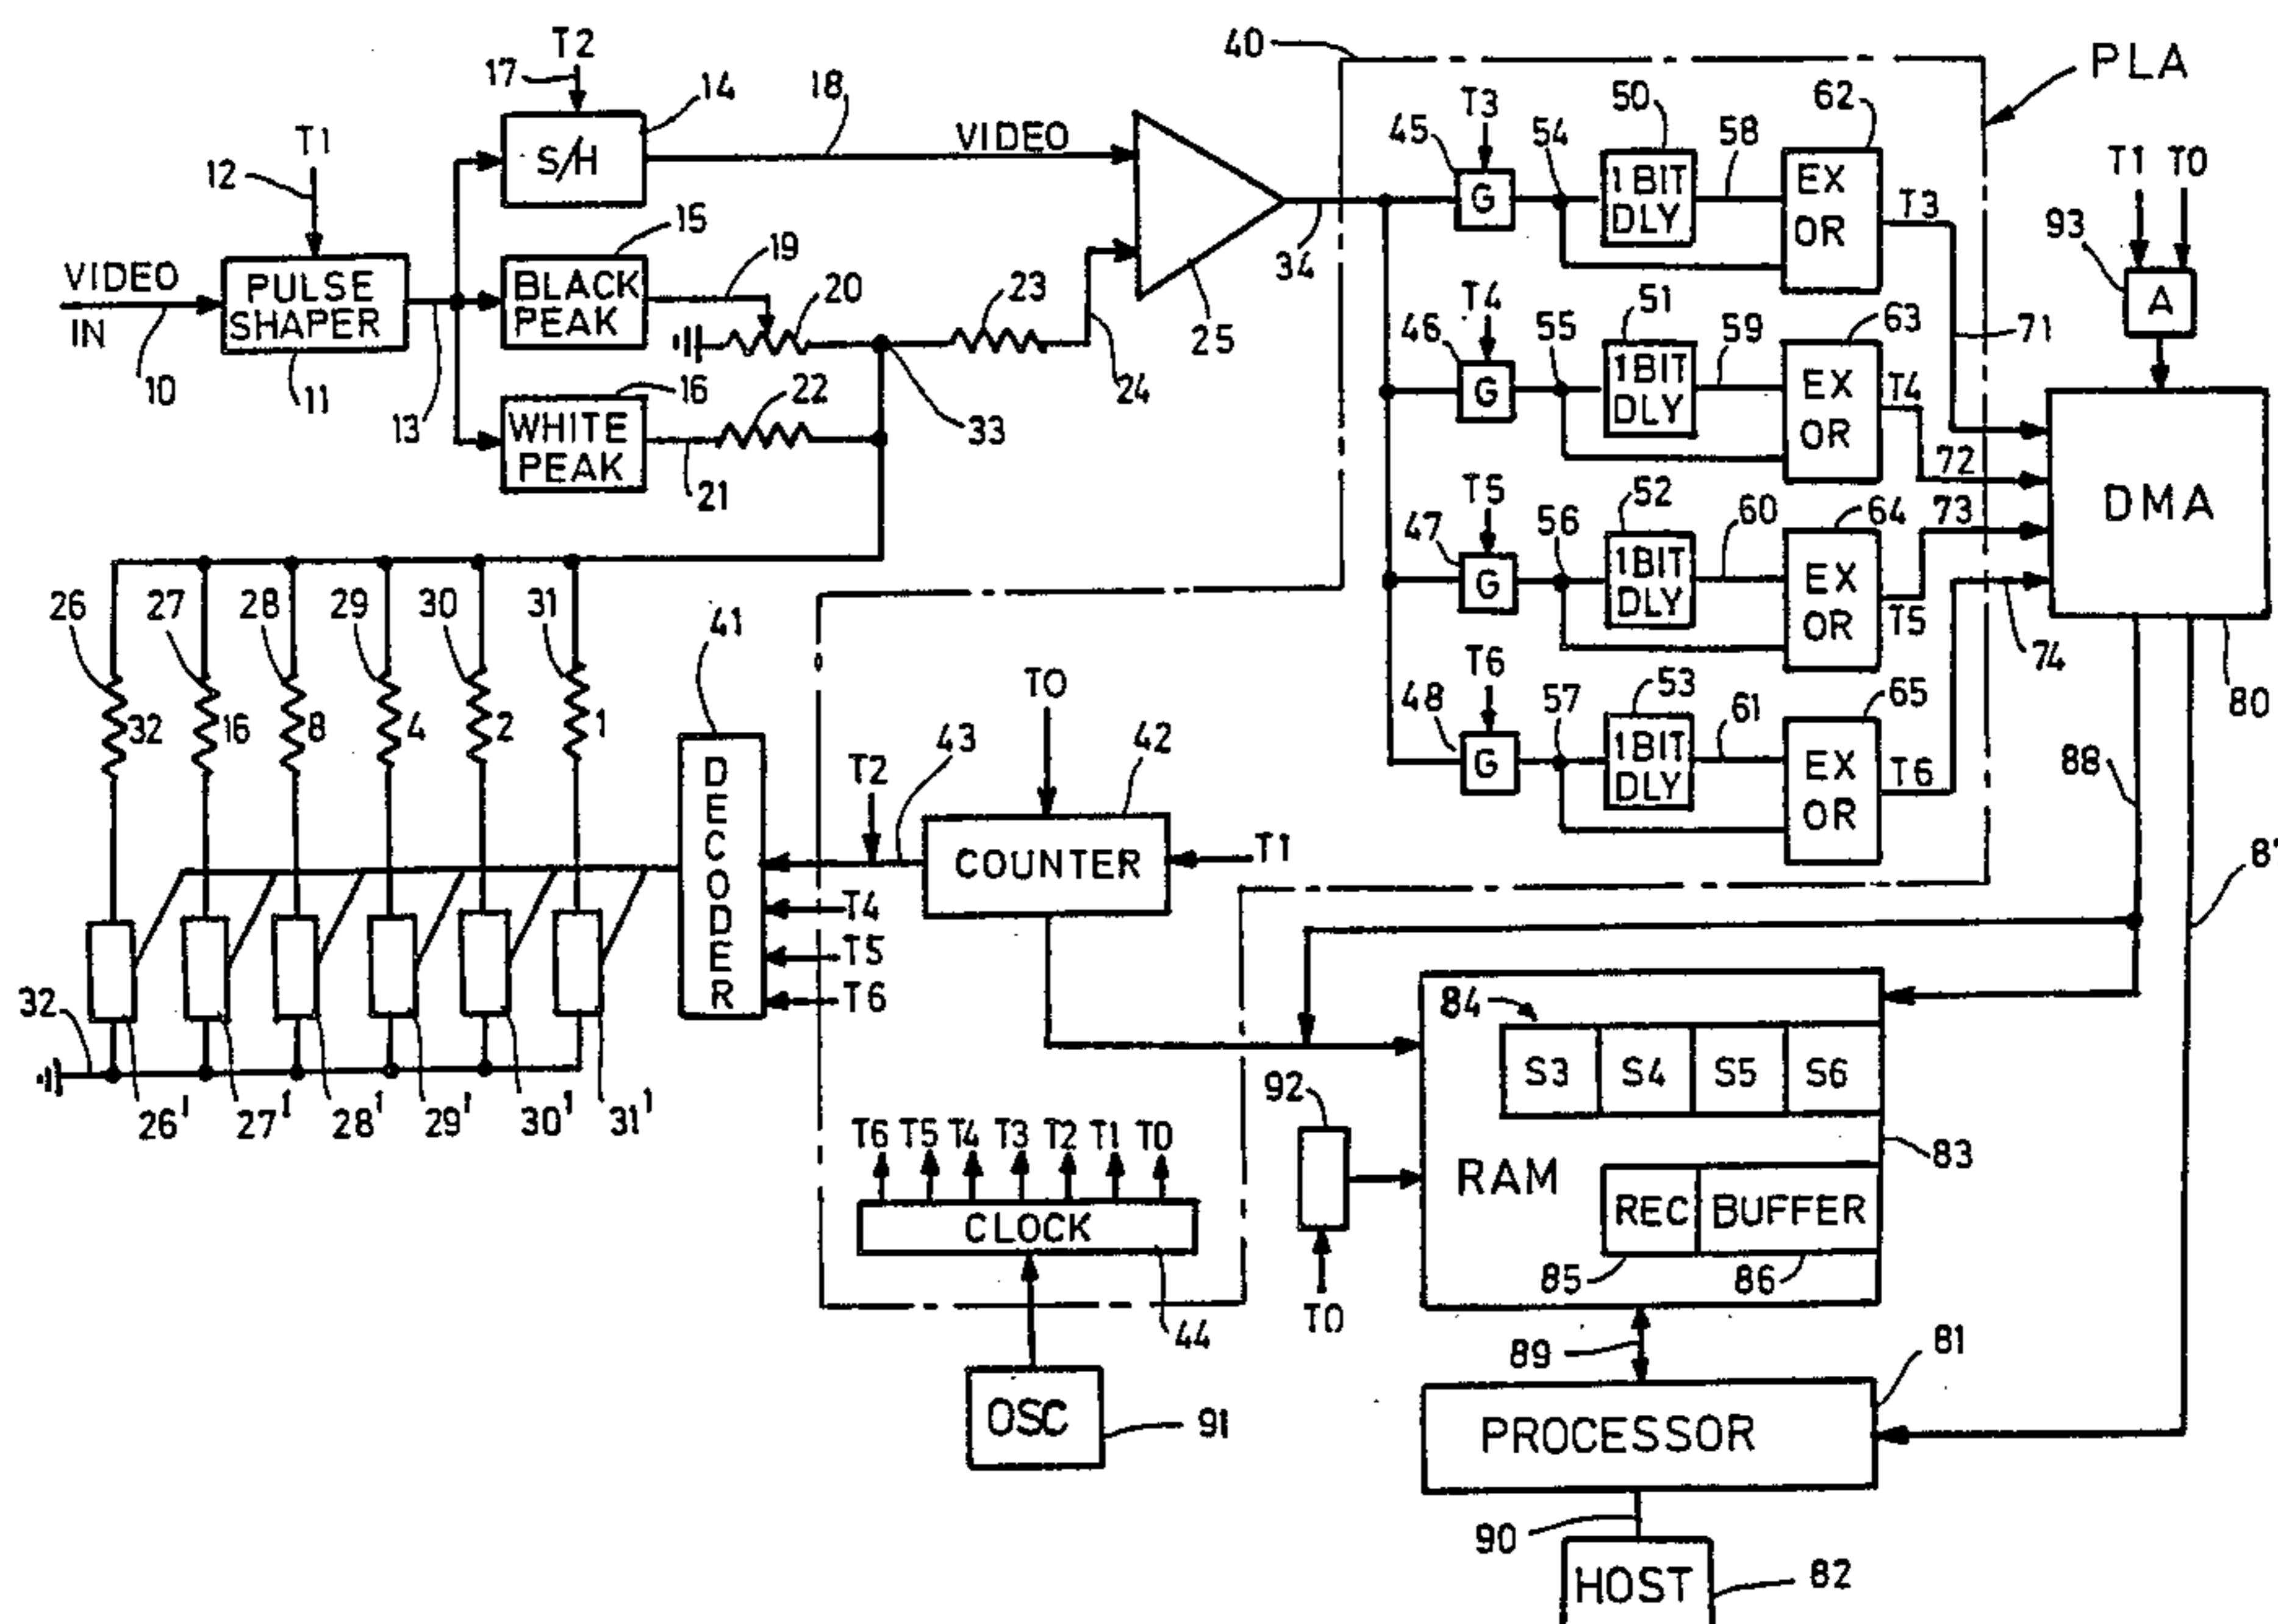 T2
17
14
18
40
PLA
T1
12
S/H
VIDEO
T3
45
54
50
58
62
G
1 BIT
DLY
EX
OR
T3
T1 T0
93
A
VIDEO
IN
10
PULSE
SHAPER
11
13
15
BLACK
PEAK
19
20
23
24
25
34
71
T4
46
55
51
59
63
G
1 BIT
DLY
EX
OR
T4
72
16
WHITE
PEAK
22
21
33
DMA
80
T5
47
56
52
60
64
73
G
1 BIT
DLY
EX
OR
T5
74
26
27
28
29
30
31
41
32
16
8
4
2
1
T6
48
57
53
61
65
G
1 BIT
DLY
EX
OR
T6
88
8'
T0
T2
43
42
DECODER
COUNTER
T1
T4
T5
T6
32
26'
27'
28'
29'
30'
31'
84
S3 S4 S5 S6
83
92
RAM
REC BUFFER
85
86
T0
T6 T5 T4 T3 T2 T1 T0
CLOCK
44
OSC
91
89
81
PROCESSOR
90
HOST
82